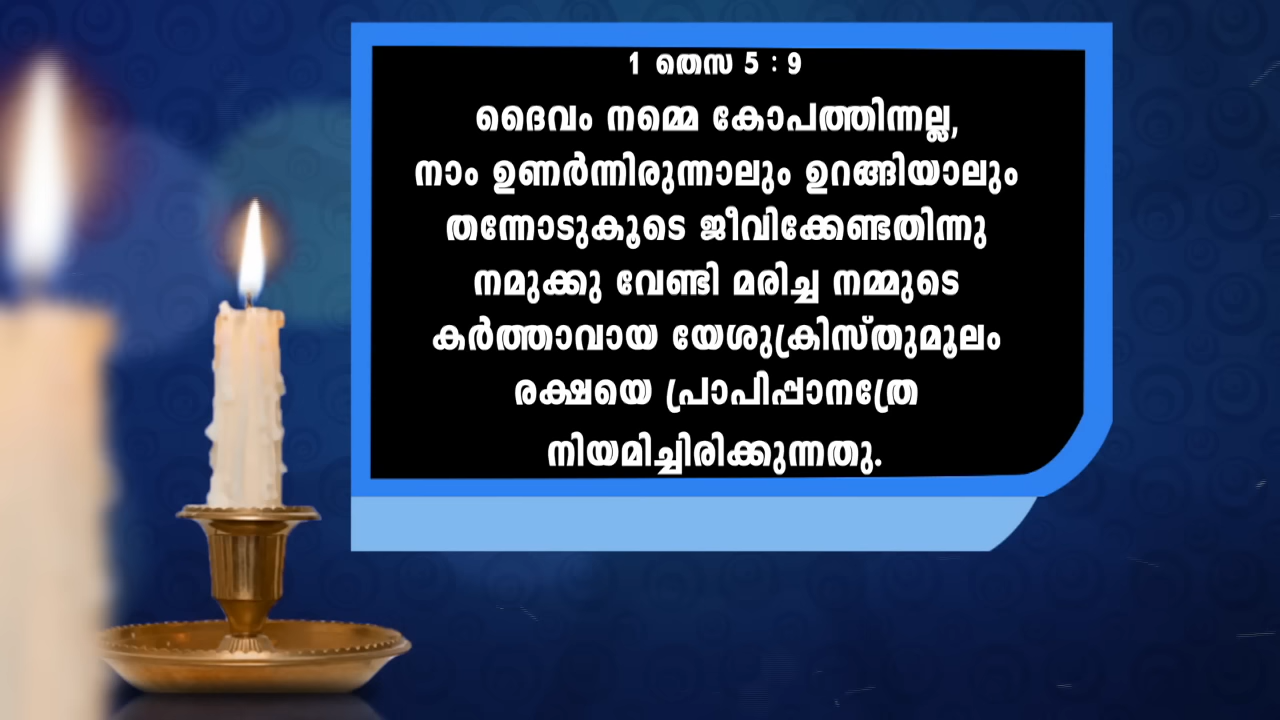 1 തെസ 5 : 9
ദൈവം നമ്മെ കോപത്തിന്നല്ല,
നാം ഉണർന്നിരുന്നാലും ഉറങ്ങിയാലും
തന്നോടുകൂടെ ജീവിക്കേണ്ടതിന്നു
നമുക്കു വേണ്ടി മരിച്ച നമ്മുടെ
കർത്താവായ യേശുക്രിസ്തുമൂലം
രക്ഷയെ പ്രാപിപ്പാനത്രേ
നിയമിച്ചിരിക്കുന്നതു.